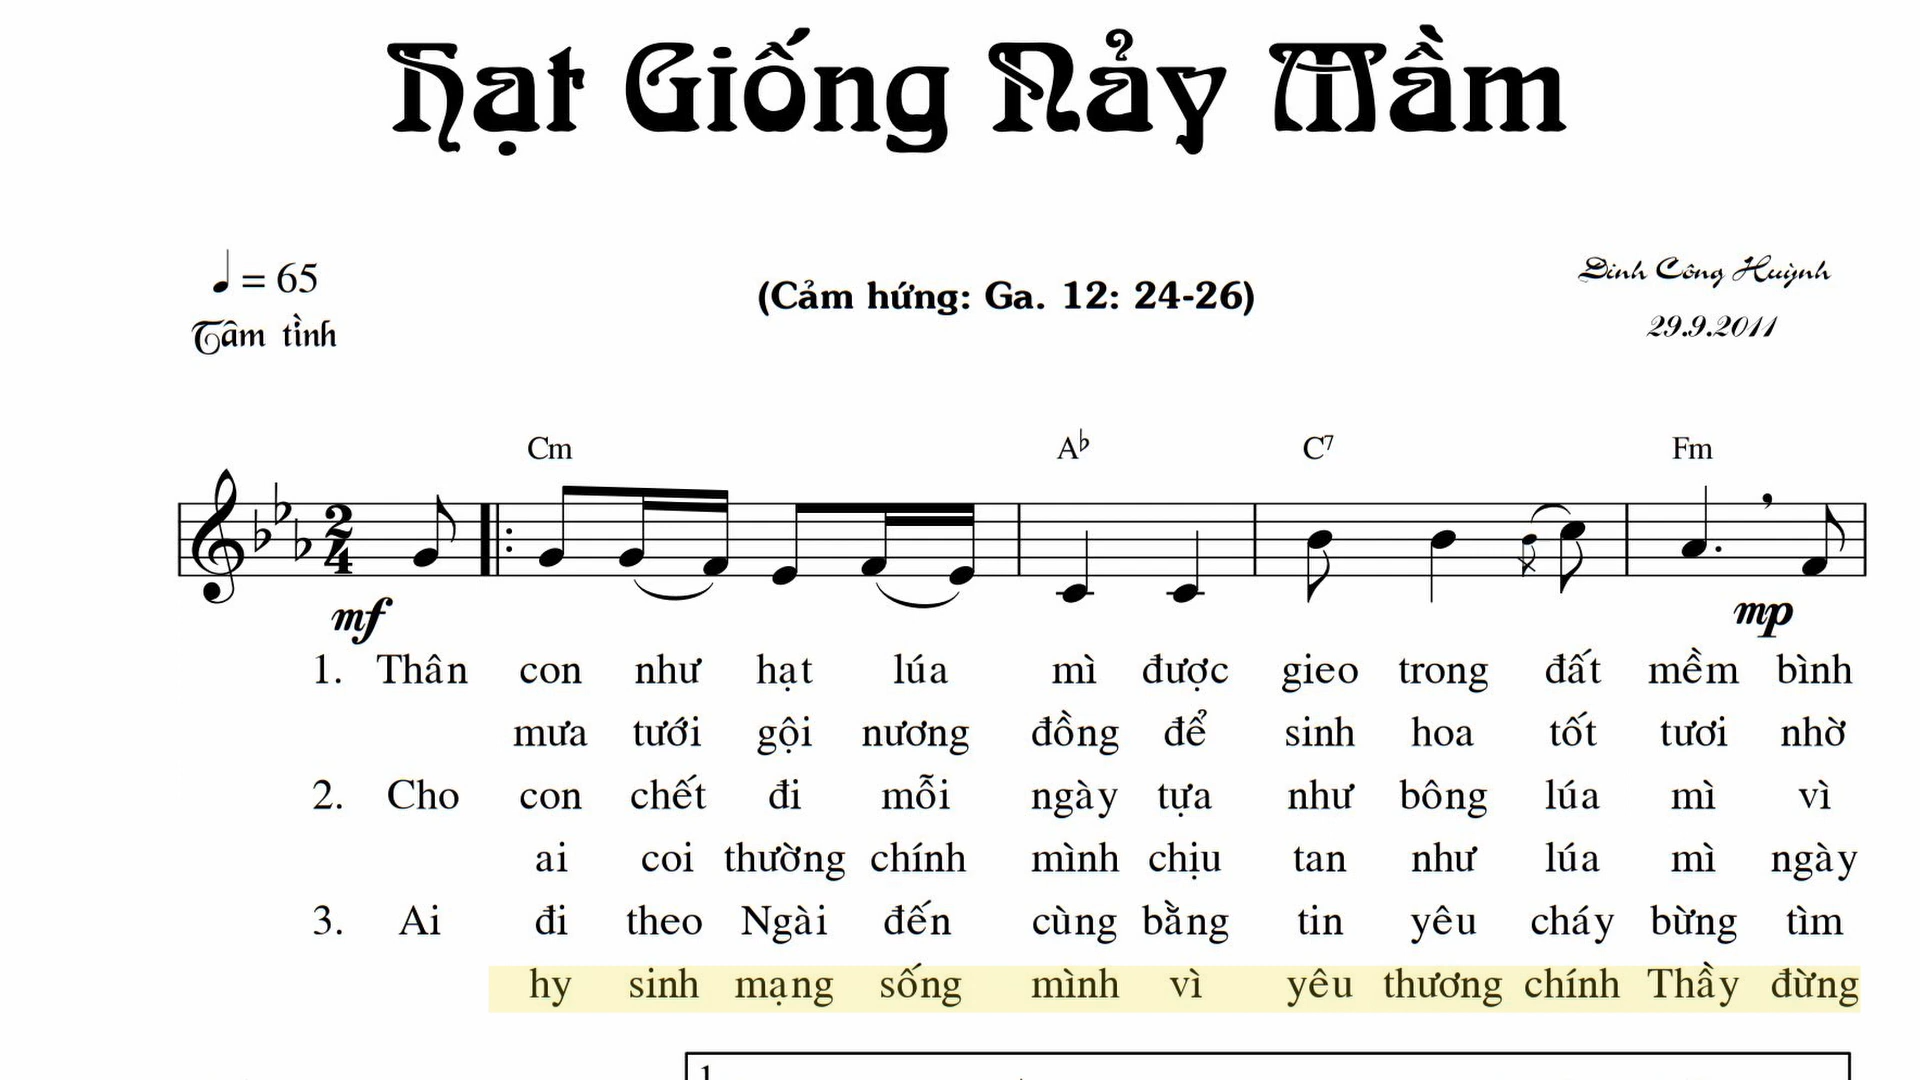 Hạt Giống Nảy Mầm
♩ = 65
Tâm tình
(Cảm hứng: Ga. 12: 24-26)
Đinh Công Huỳnh
29.9.2011
Cm A♭ C7 Fm
2
4
mf mp
1. Thân con như hạt lúa mì được gieo trong đất mềm bình
mưa tưới gội nương đồng để sinh hoa tốt tươi nhờ
2. Cho con chết đi mỗi ngày tựa như bông lúa mì vì
ai coi thường chính mình chịu tan như lúa mì ngày
3. Ai đi theo Ngài đến cùng bằng tin yêu cháy bừng tìm
hy sinh mạng sống mình vì yêu thương chính Thầy đừng
1